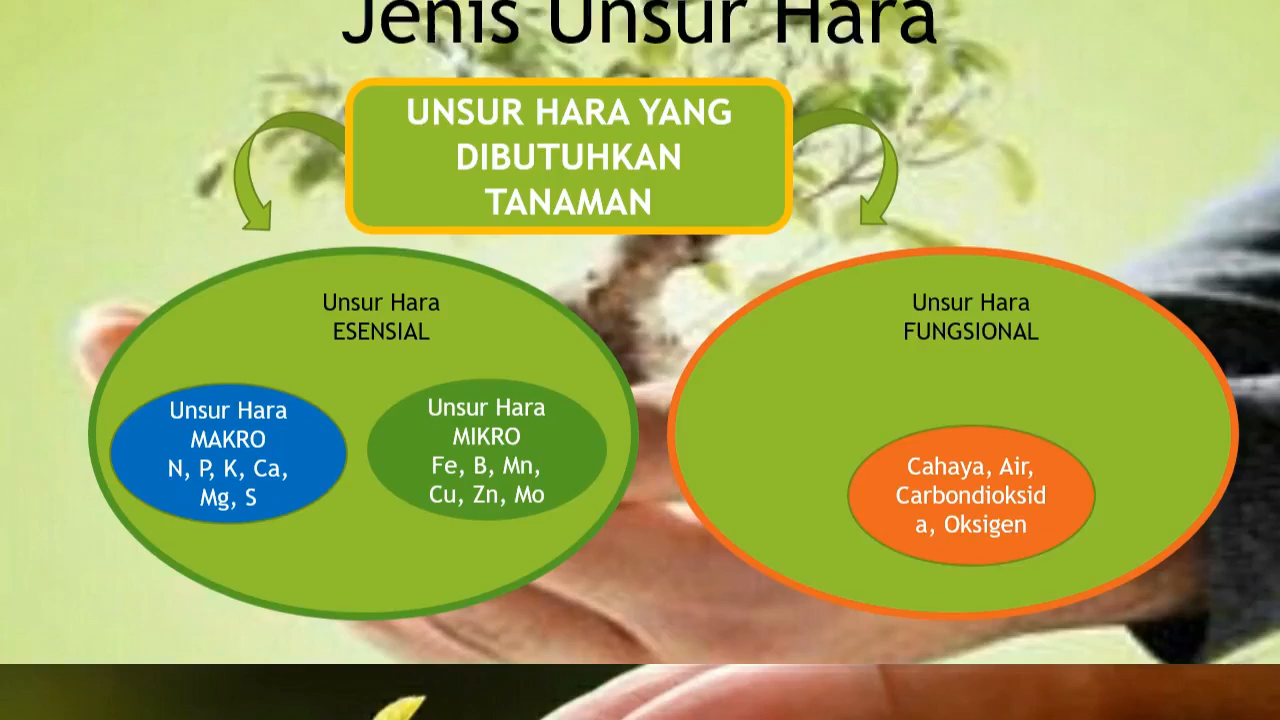 Jenis Unsur Hara
UNSUR HARA YANG
DIBUTUHKAN
TANAMAN
Unsur Hara
ESENSIAL
Unsur Hara
MAKRO
N, P, K, Ca,
Mg, S
Unsur Hara
MIKRO
Fe, B, Mn,
Cu, Zn, Mo
Unsur Hara
FUNGSIONAL
Cahaya, Air,
Carbondioksid
a, Oksigen